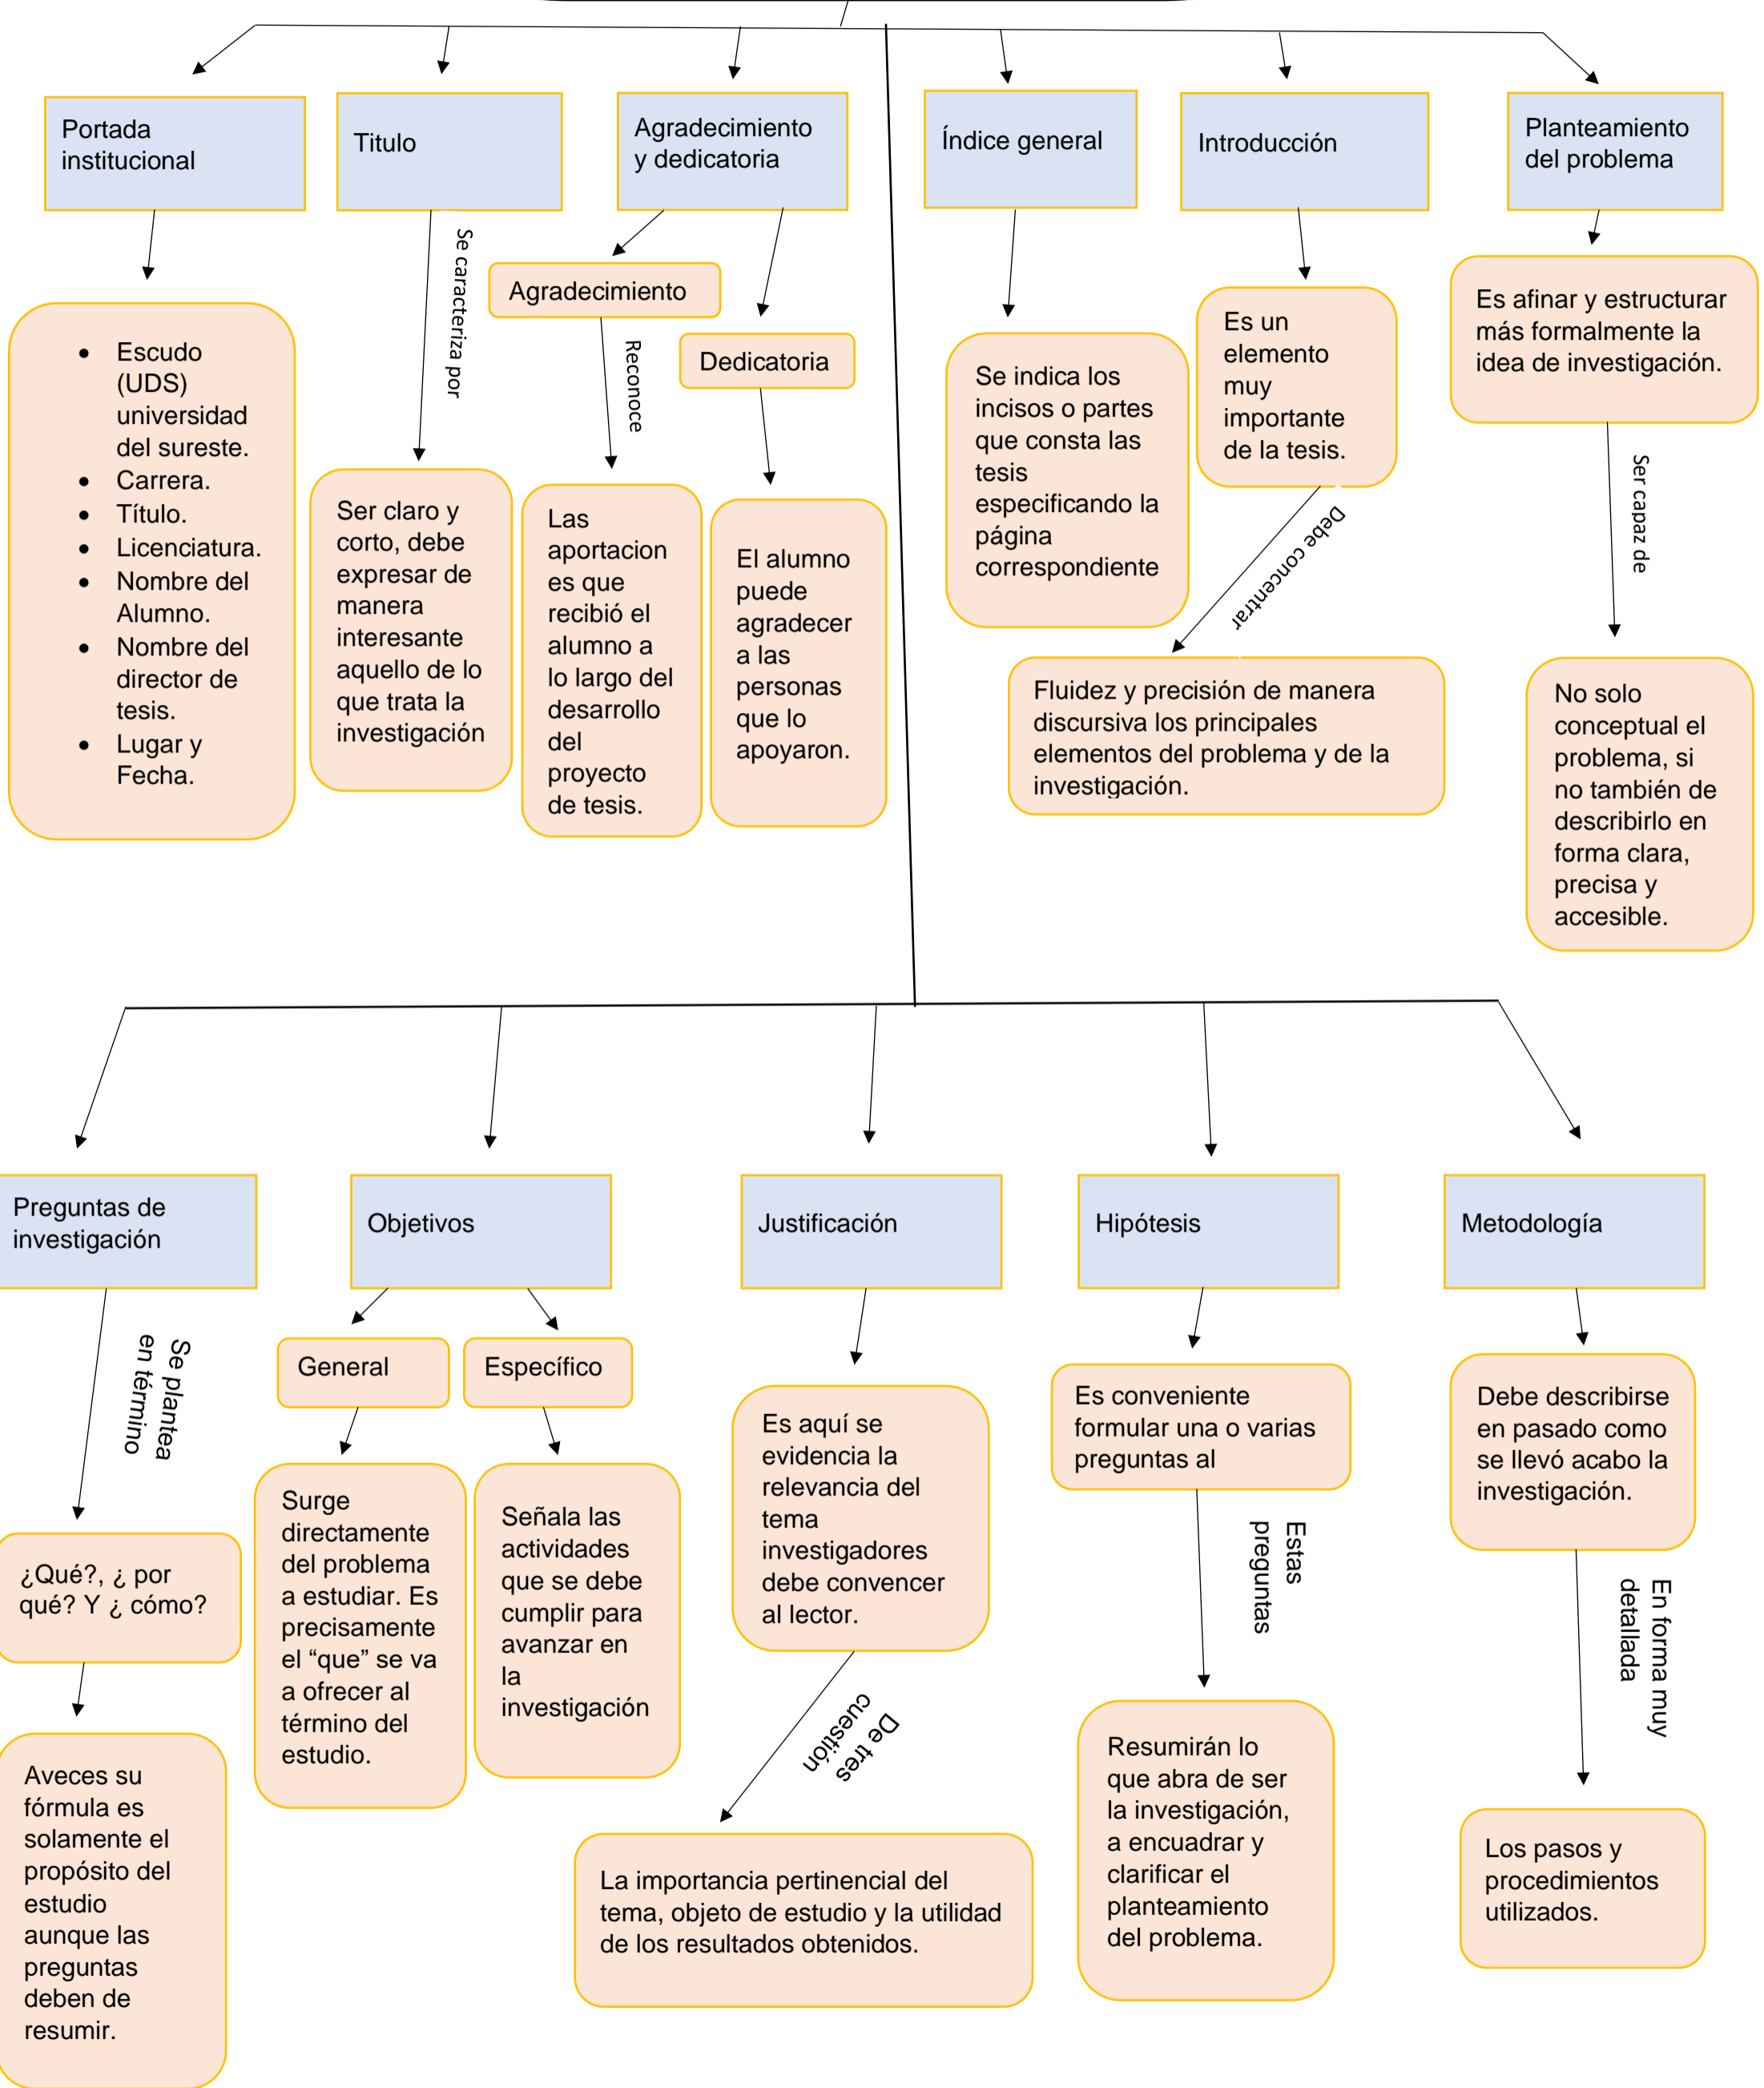 Portada
institucional
Titulo
Agradecimiento
y dedicatoria
Índice general
Introducción
Planteamiento
del problema
Se caracteriza por
Agradecimiento
Reconoce
Dedicatoria
• Escudo
(UDS)
universidad
del sureste.
• Carrera.
• Título.
• Licenciatura.
• Nombre del
Alumno.
• Nombre del
director de
tesis.
• Lugar y
Fecha.
Ser claro y
corto, debe
expresar de
manera
interesante
aquello de lo
que trata la
investigación
Las
aportacion
es que
recibió el
alumno a
lo largo del
desarrollo
del
proyecto
de tesis.
El alumno
puede
agradecer
a las
personas
que lo
apoyaron.
Se indica los
incisos o partes
que consta las
tesis
especificando la
página
correspondiente
Es un
elemento
muy
importante
de la tesis.
Debe concentrar
Fluidez y precisión de manera
discursiva los principales
elementos del problema y de la
investigación.
Es afinar y estructurar
más formalmente la
idea de investigación.
Ser capaz de
No solo
conceptual el
problema, si
no también de
describirlo en
forma clara,
precisa y
accesible.
Preguntas de
investigación
Objetivos
Justificación
Hipótesis
Metodología
Se plantea
en término
¿Qué?, ¿ por
qué? Y ¿ cómo?
Aveces su
fórmula es
solamente el
propósito del
estudio
aunque las
preguntas
deben de
resumir.
General
Específico
Surge
directamente
del problema
a estudiar. Es
precisamente
el “que” se va
a ofrecer al
término del
estudio.
Señala las
actividades
que se debe
cumplir para
avanzar en
la
investigación
Es aquí se
evidencia la
relevancia del
tema
investigadores
debe convencer
al lector.
De tres
cuestión
La importancia pertinencial del
tema, objeto de estudio y la utilidad
de los resultados obtenidos.
Es conveniente
formular una o varias
preguntas al
Estas
preguntas
Resumirán lo
que abra de ser
la investigación,
a encuadrar y
clarificar el
planteamiento
del problema.
Debe describirse
en pasado como
se llevó acabo la
investigación.
En forma muy
detallada
Los pasos y
procedimientos
utilizados.